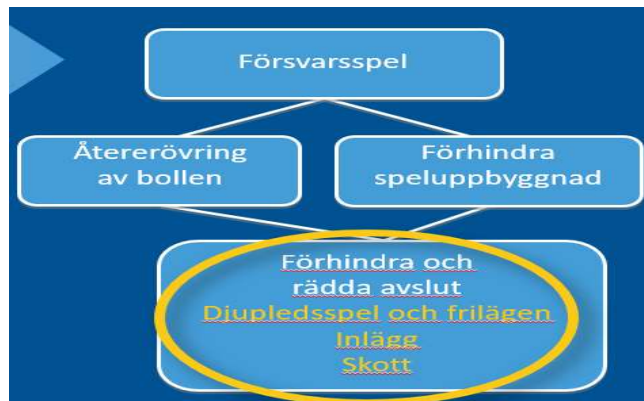 Försvarsspel
Återerövring
av bollen
Förhindra
speluppbyggnad
Förhindra och
rädda avslut
Djupledsspel och frilägen
Inlägg
Skott